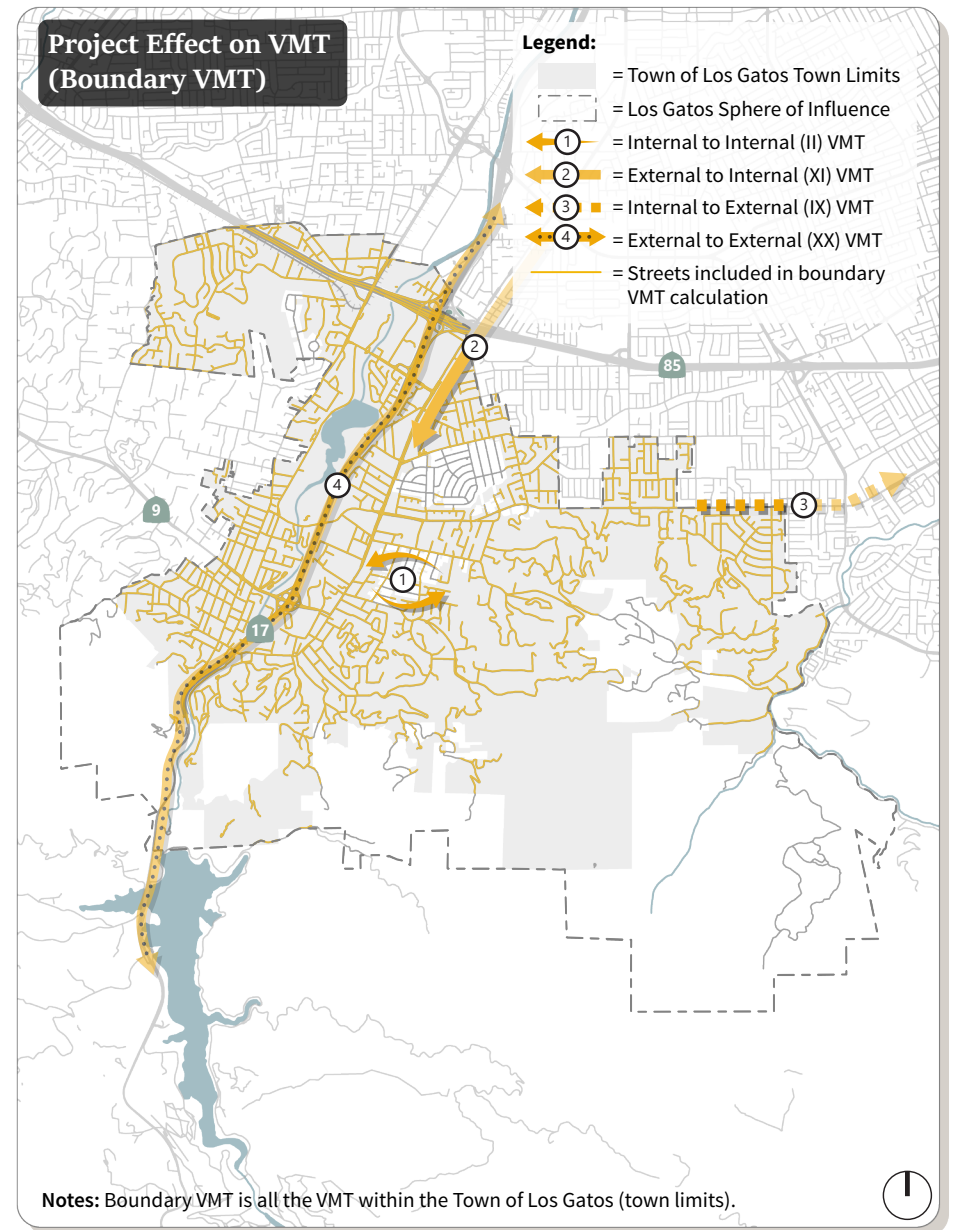 Project Effect on VMT
(Boundary VMT)
Legend:
= Town of Los Gatos Town Limits
= Los Gatos Sphere of Influence
1 = Internal to Internal (II) VMT
2 = External to Internal (XI) VMT
3 = Internal to External (IX) VMT
4 = External to External (XX) VMT
= Streets included in boundary
VMT calculation
2
85
4
3
9
1
17
Notes: Boundary VMT is all the VMT within the Town of Los Gatos (town limits).